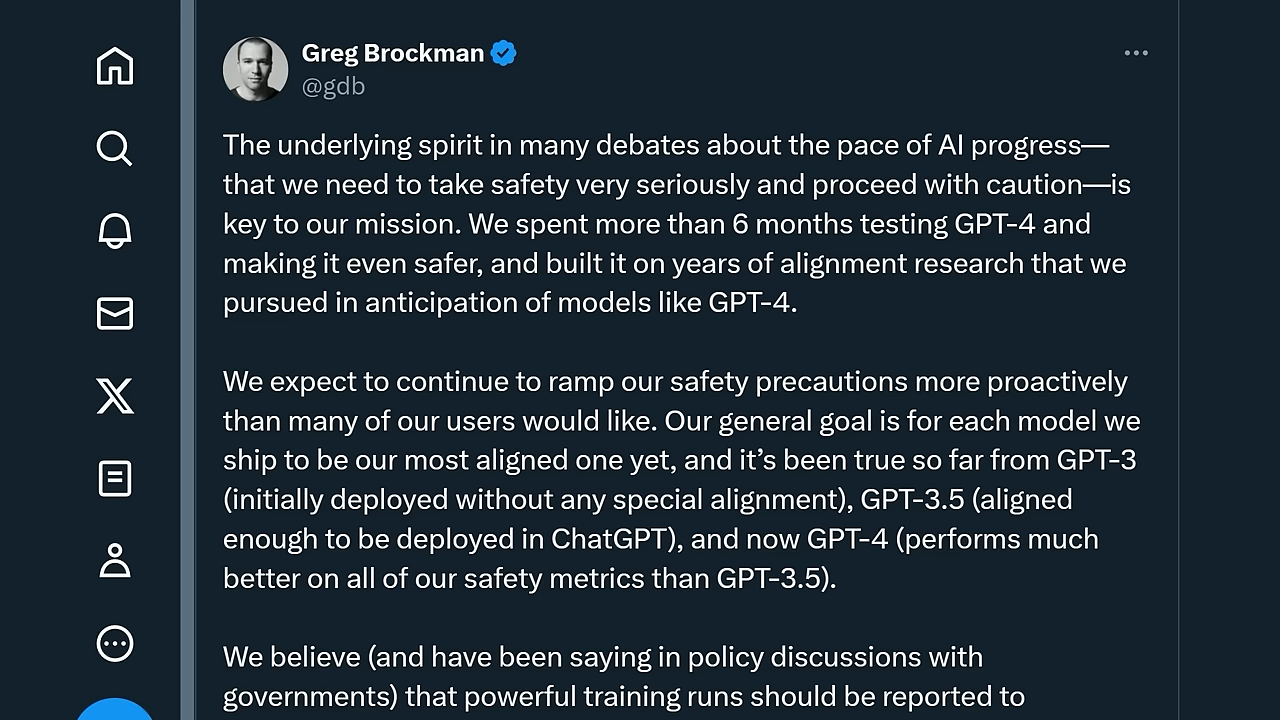 Greg Brockman
@gdb
The underlying spirit in many debates about the pace of AI progress—
that we need to take safety very seriously and proceed with caution—is
key to our mission. We spent more than 6 months testing GPT-4 and
making it even safer, and built it on years of alignment research that we
pursued in anticipation of models like GPT-4.
We expect to continue to ramp our safety precautions more proactively
than many of our users would like. Our general goal is for each model we
ship to be our most aligned one yet, and it’s been true so far from GPT-3
(initially deployed without any special alignment), GPT-3.5 (aligned
enough to be deployed in ChatGPT), and now GPT-4 (performs much
better on all of our safety metrics than GPT-3.5).
We believe (and have been saying in policy discussions with
governments) that powerful training runs should be reported to